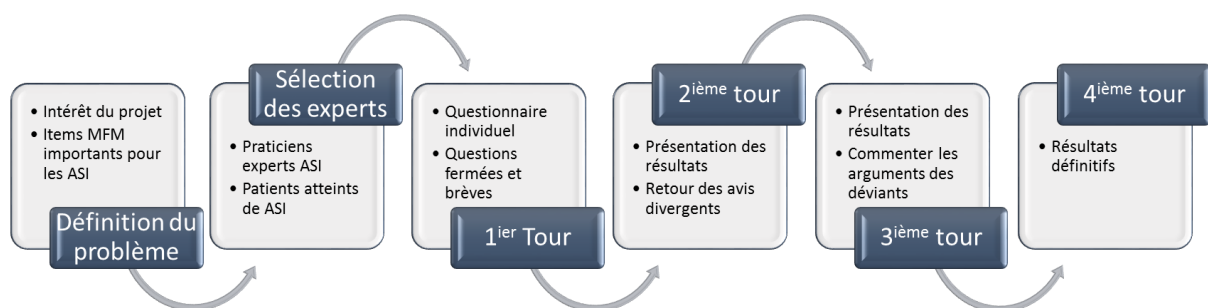 • Intérêt du projet
• Items MFM
importants pour
les ASI
Définition du
problème
Sélection
des experts
• Praticiens
experts ASI
• Patients atteints
de ASI
• Questionnaire
individuel
• Questions
fermées et
brèves
1ier Tour
2ième tour
• Présentation des
résultats
• Retour des avis
divergents
• Présentation des
résultats
• Commenter les
arguments des
déviants
3ième tour
4ième tour
• Résultats
définitifs